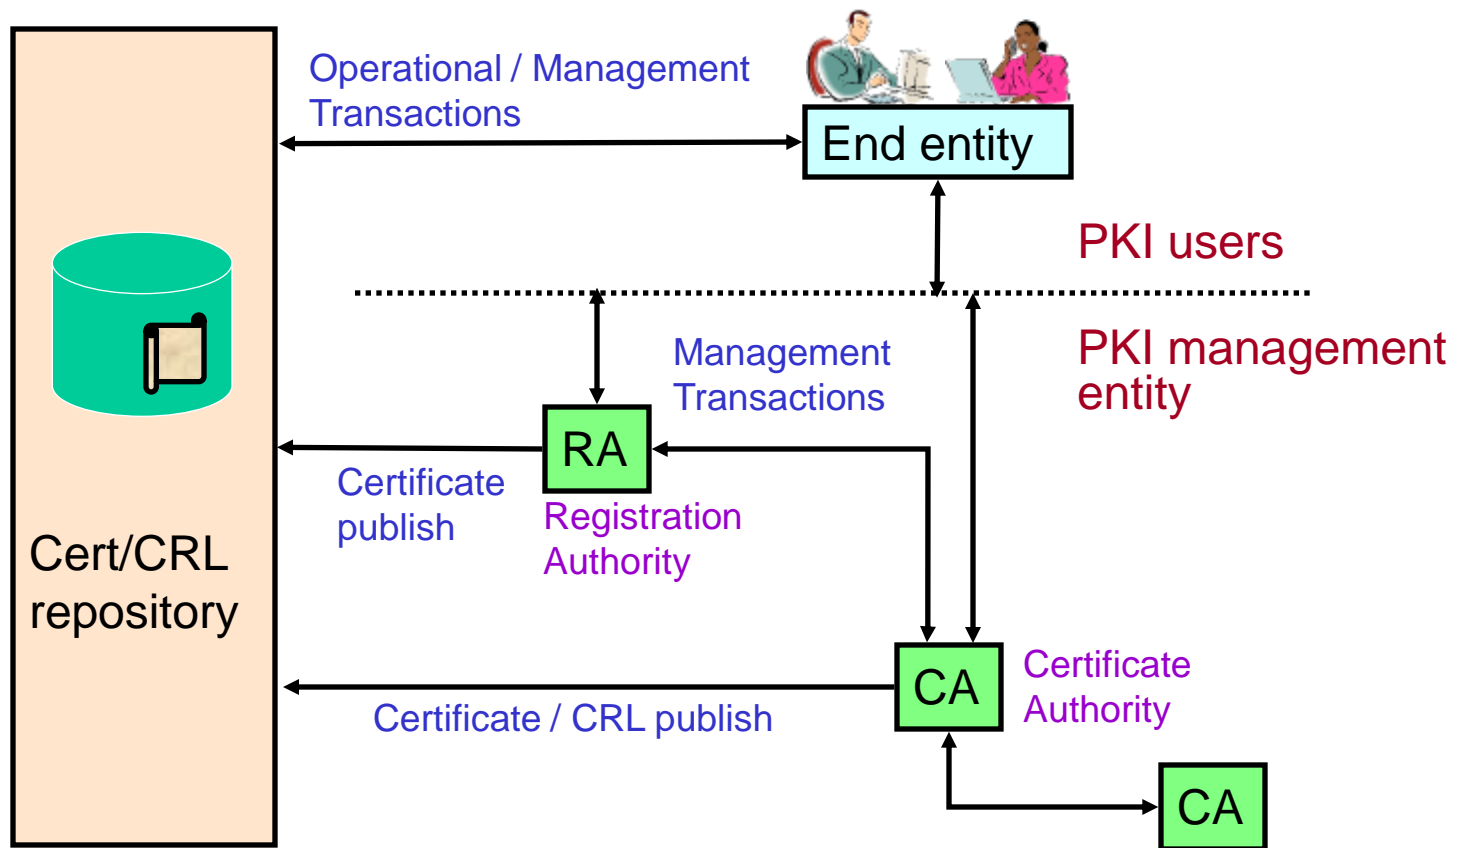 Operational / Management
Transactions
End entity
PKI users
PKI management
entity
Management
Transactions
RA
Certificate
publish
Registration
Authority
Cert/CRL
repository
CA
Certificate
Authority
Certificate / CRL publish
CA